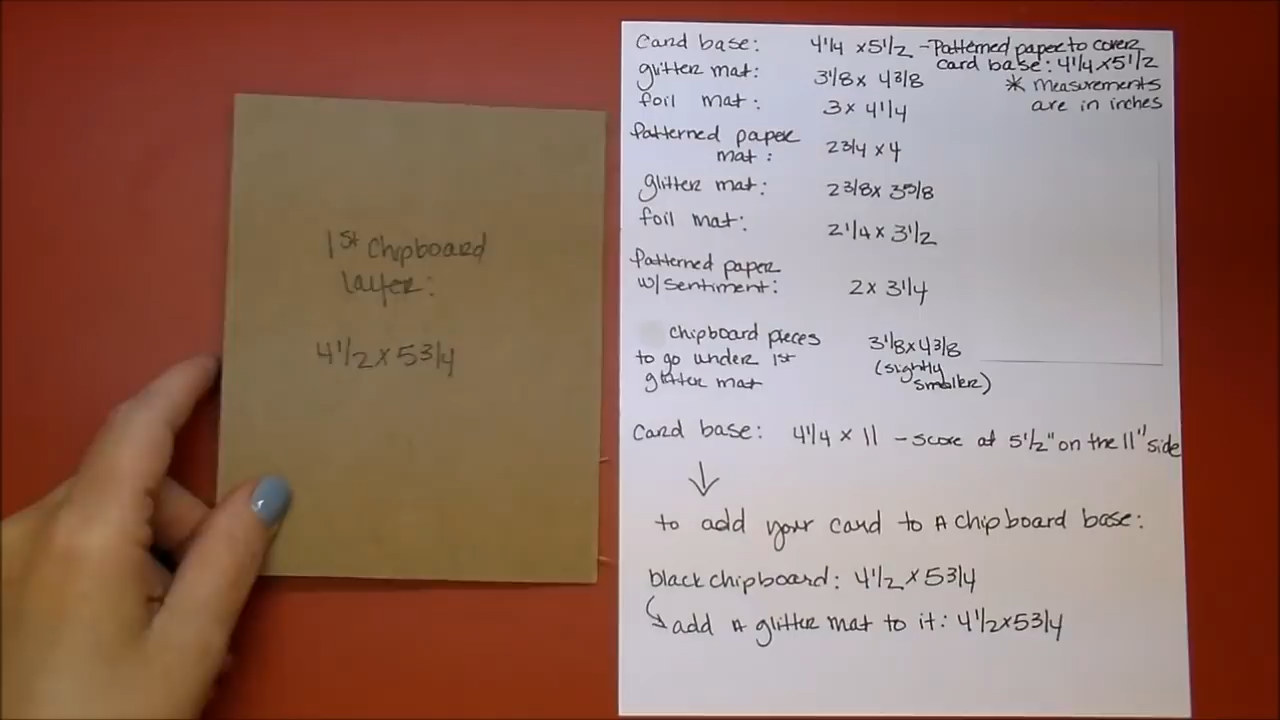 1st Chipboard
layer:
4 1/2 x 5 3/4
Card base: 4 1/4 x 5 1/2 - Patterned paper to cover
card base: 4 1/4 x 5 1/2
glitter mat: 3 1/8 x 4 3/8
* measurements
are in inches
foil mat: 3 x 4 1/4
Patterned paper
mat: 2 3/4 x 4
glitter mat: 2 3/8 x 3 5/8
foil mat: 2 1/4 x 3 1/2
Patterned paper
w/sentiment: 2 x 3 1/4
chipboard pieces 3 1/8 x 4 3/8
to go under 1st (slightly
glitter mat smaller)
Card base: 4 1/4 x 11 - score at 5 1/2" on the 11" side
↓
to add your card to A chipboard base:
black chipboard: 4 1/2 x 5 3/4
↳ add A glitter mat to it: 4 1/2 x 5 3/4